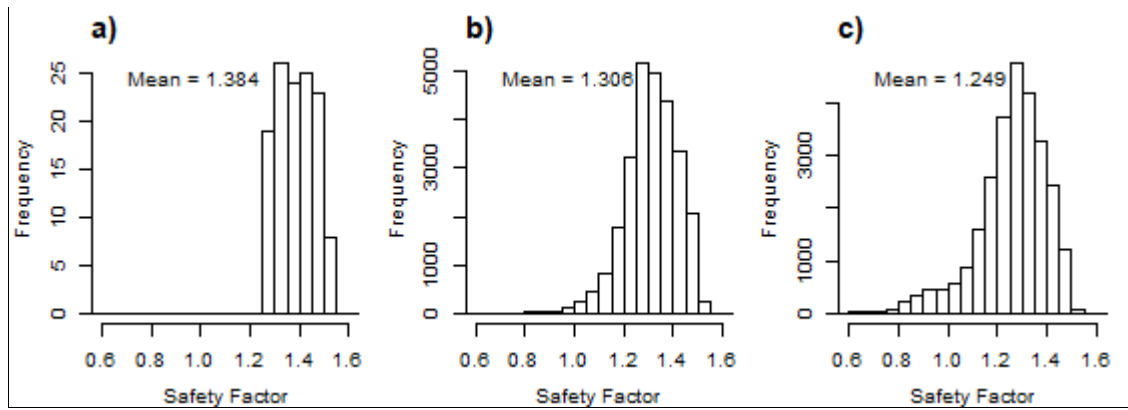 a)
Mean = 1.384
Frequency
25
20
15
10
5
0
0.6 0.8 1.0 1.2 1.4 1.6
Safety Factor
b)
Mean = 1.306
Frequency
5000
3000
1000
0
0.6 0.8 1.0 1.2 1.4 1.6
Safety Factor
c)
Mean = 1.249
Frequency
3000
1000
0
0.6 0.8 1.0 1.2 1.4 1.6
Safety Factor